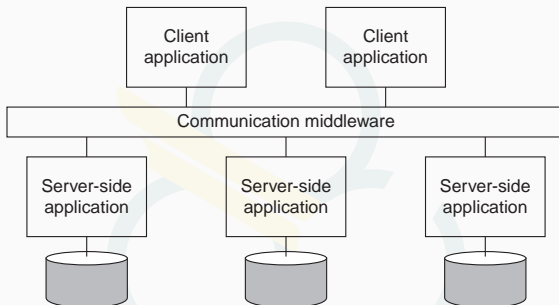 Client
application
Client
application
Communication middleware
Server-side
application
Server-side
application
Server-side
application